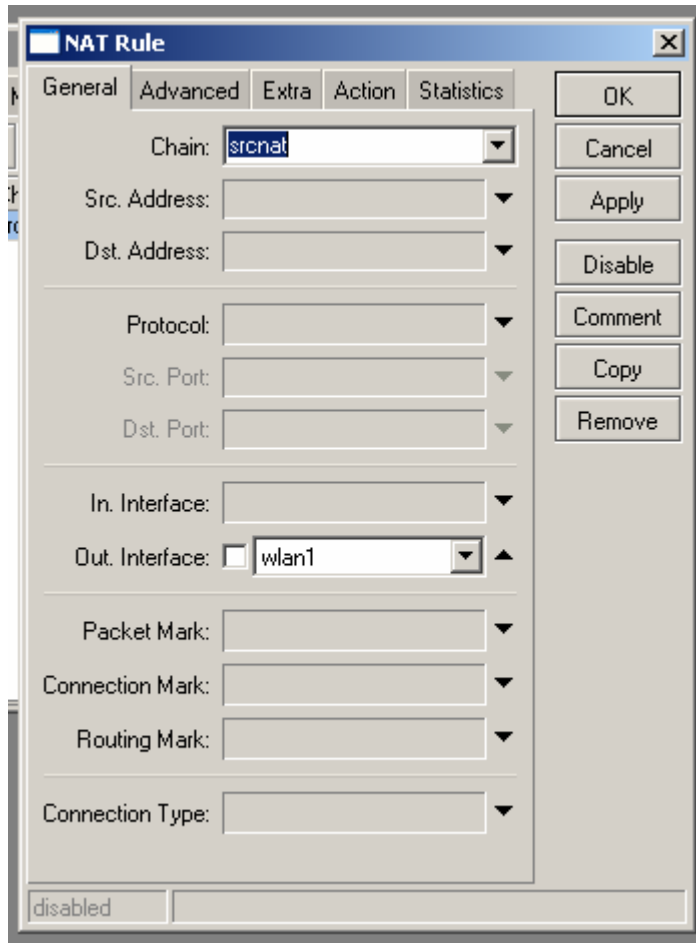 NAT Rule
General Advanced Extra Action Statistics
OK
Chain: srcnat
Cancel
Src. Address:
Apply
Dst. Address:
Disable
Protocol:
Comment
Src. Port:
Copy
Dst. Port:
Remove
In. Interface:
Out. Interface: wlan1
Packet Mark:
Connection Mark:
Routing Mark:
Connection Type:
disabled